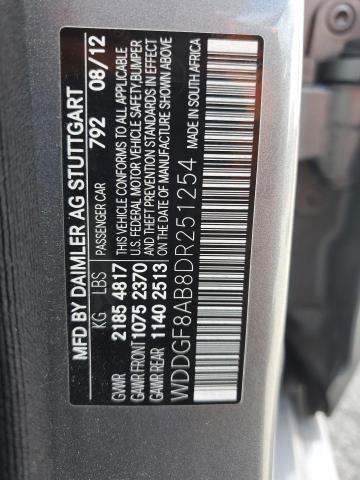 MFD BY DAIMLER AG STUTTGART
PASSENGER CAR 792 08/12
KG LBS
GVWR 2185 4817
GAWR FRONT 1075 2370
GAWR REAR 1140 2513
THIS VEHICLE CONFORMS TO ALL APPLICABLE
U.S. FEDERAL MOTOR VEHICLE SAFETY, BUMPER
AND THEFT PREVENTION STANDARDS IN EFFECT
ON THE DATE OF MANUFACTURE SHOWN ABOVE
WDDGF8AB8DR251254
MADE IN SOUTH AFRICA